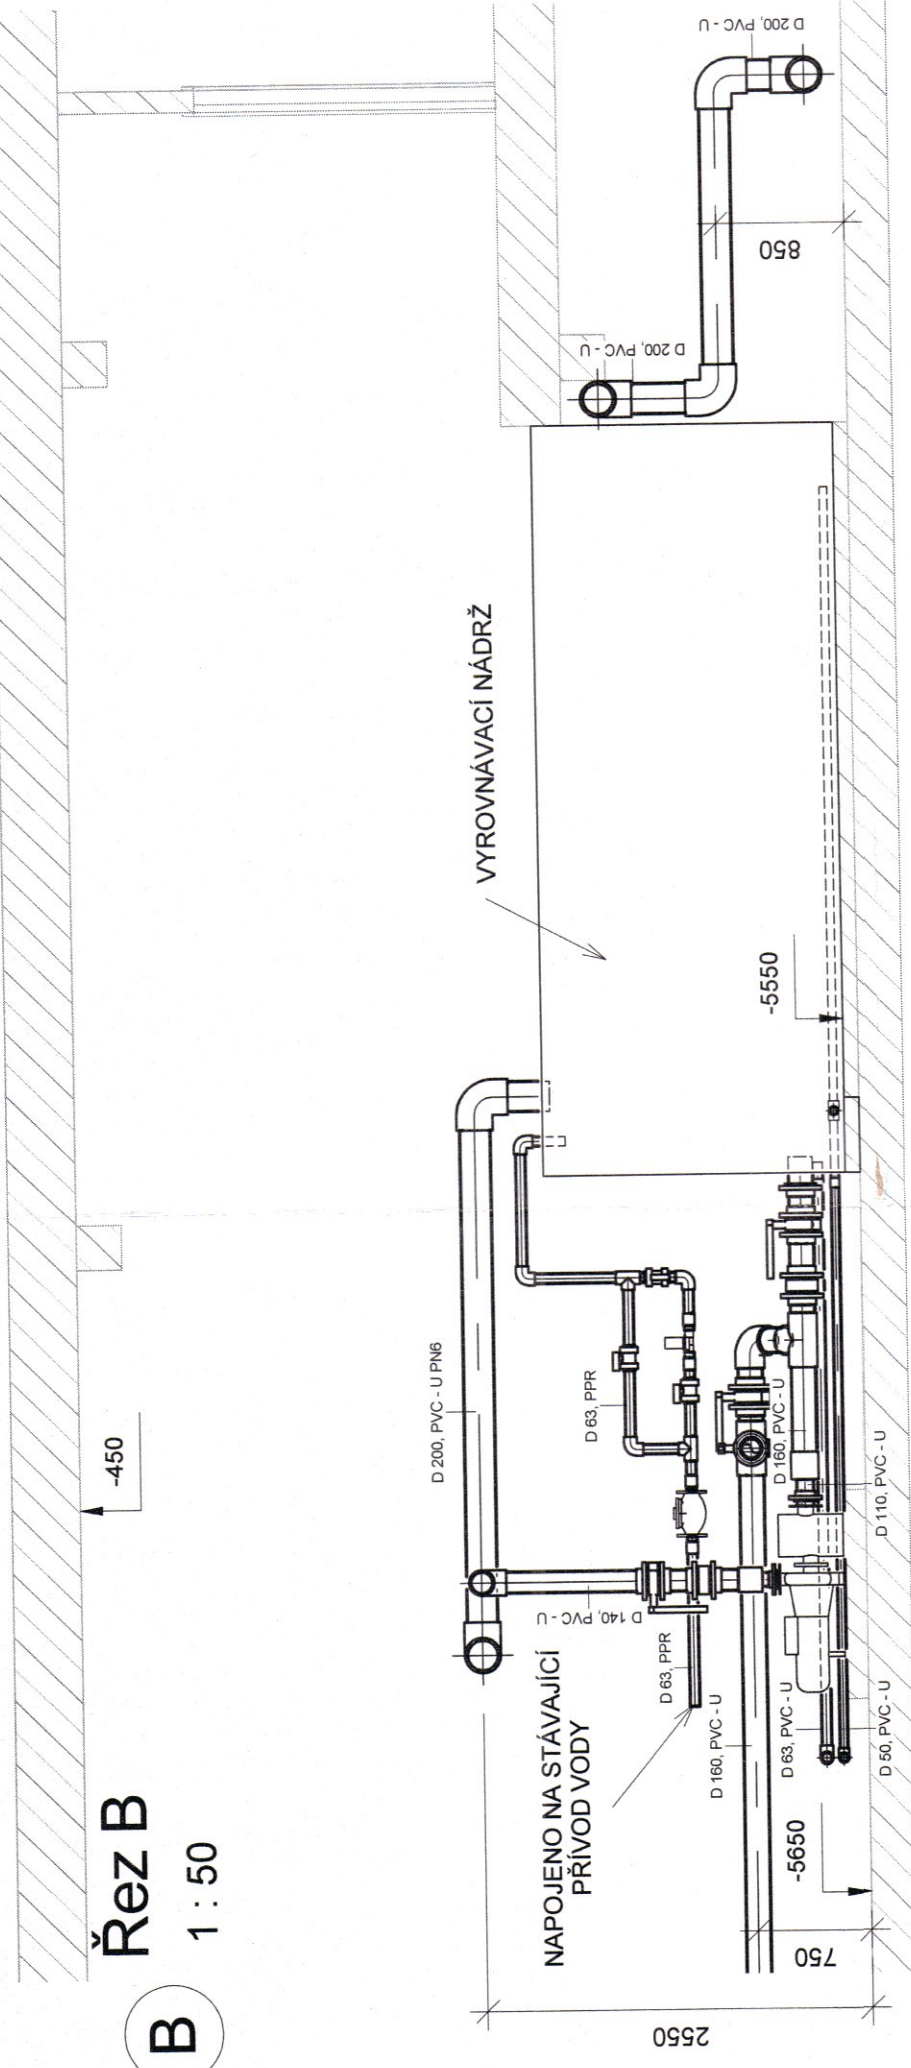 B
Řez B
1 : 50
-450
D 200, PVC - U PN6
VYROVNÁVACÍ NÁDRŽ
D 200, PVC - U
D 200, PVC - U
850
NAPOJENO NA STÁVAJÍCÍ
PŘÍVOD VODY
D 140, PVC - U
D 63, PPR
D 63, PPR
D 160, PVC - U
D 160, PVC - U
D 110, PVC - U
D 63, PVC - U
D 50, PVC - U
-5550
-5650
2550
750